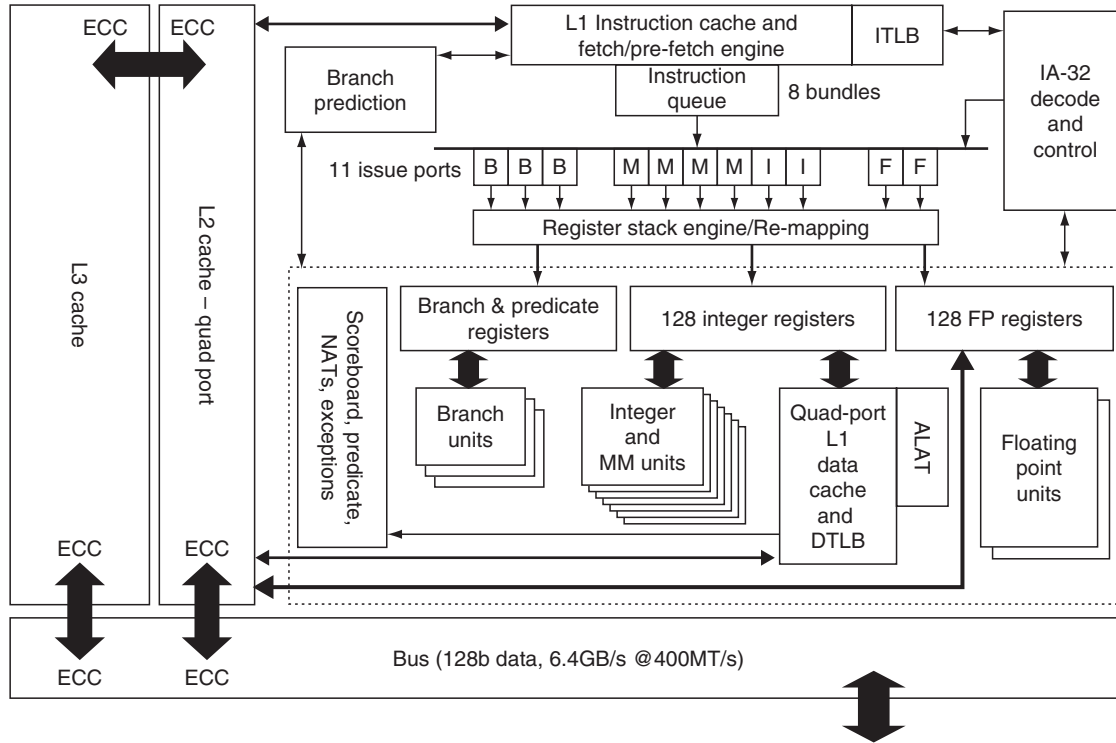 ECC
ECC
L1 Instruction cache and
fetch/pre-fetch engine
ITLB
IA-32
decode
and
control
Branch
prediction
Instruction
queue
8 bundles
11 issue ports
B B B M M M M I I F F
Register stack engine/Re-mapping
L3 cache
L2 cache – quad port
Scoreboard, predicate,
NATs, exceptions
Branch & predicate
registers
128 integer registers
128 FP registers
Branch
units
Integer
and
MM units
Quad-port
L1
data
cache
and
DTLB
ALAT
Floating
point
units
ECC
ECC
Bus (128b data, 6.4GB/s @400MT/s)
ECC
ECC